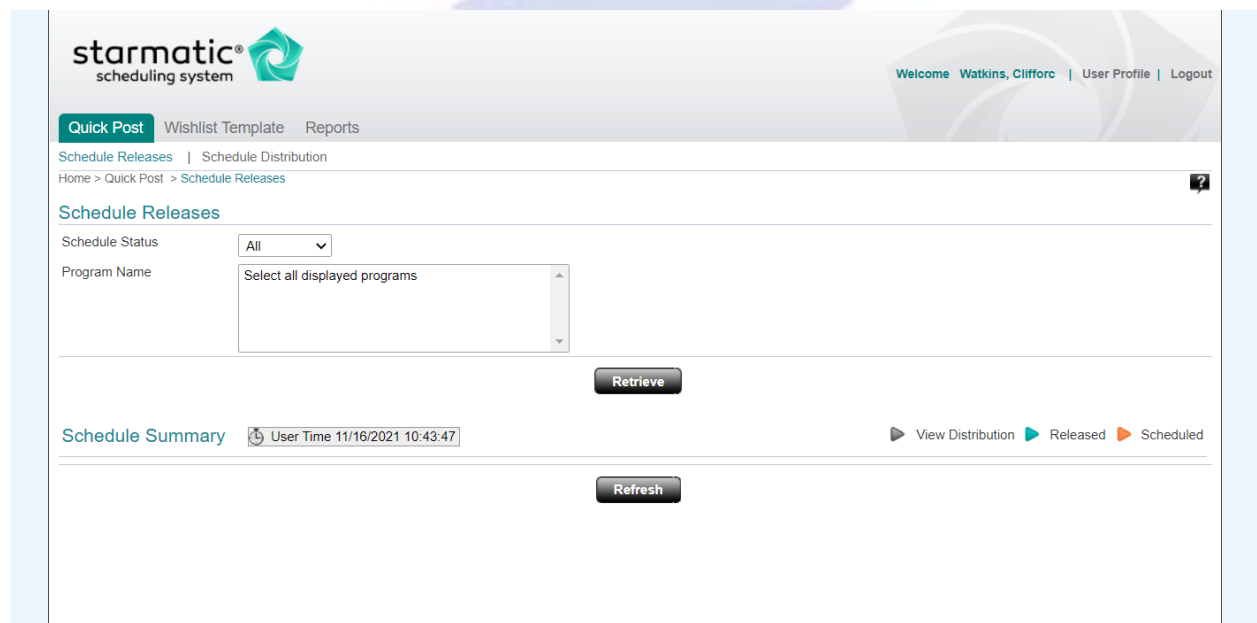 starmatic®
scheduling system
Welcome Watkins, Clifforc | User Profile | Logout
Quick Post Wishlist Template Reports
Schedule Releases | Schedule Distribution
Home > Quick Post > Schedule Releases
?
Schedule Releases
Schedule Status All
Program Name Select all displayed programs
Retrieve
Schedule Summary User Time 11/16/2021 10:43:47 View Distribution Released Scheduled
Refresh